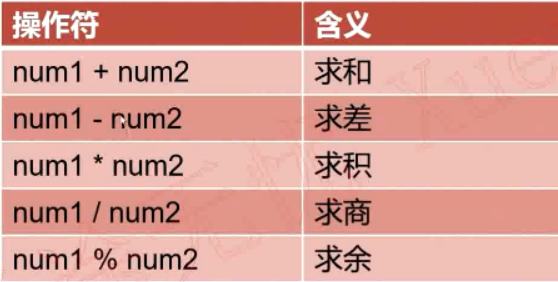 操作符 含义
num1 + num2 求和
num1 - num2 求差
num1 * num2 求积
num1 / num2 求商
num1 % num2 求余